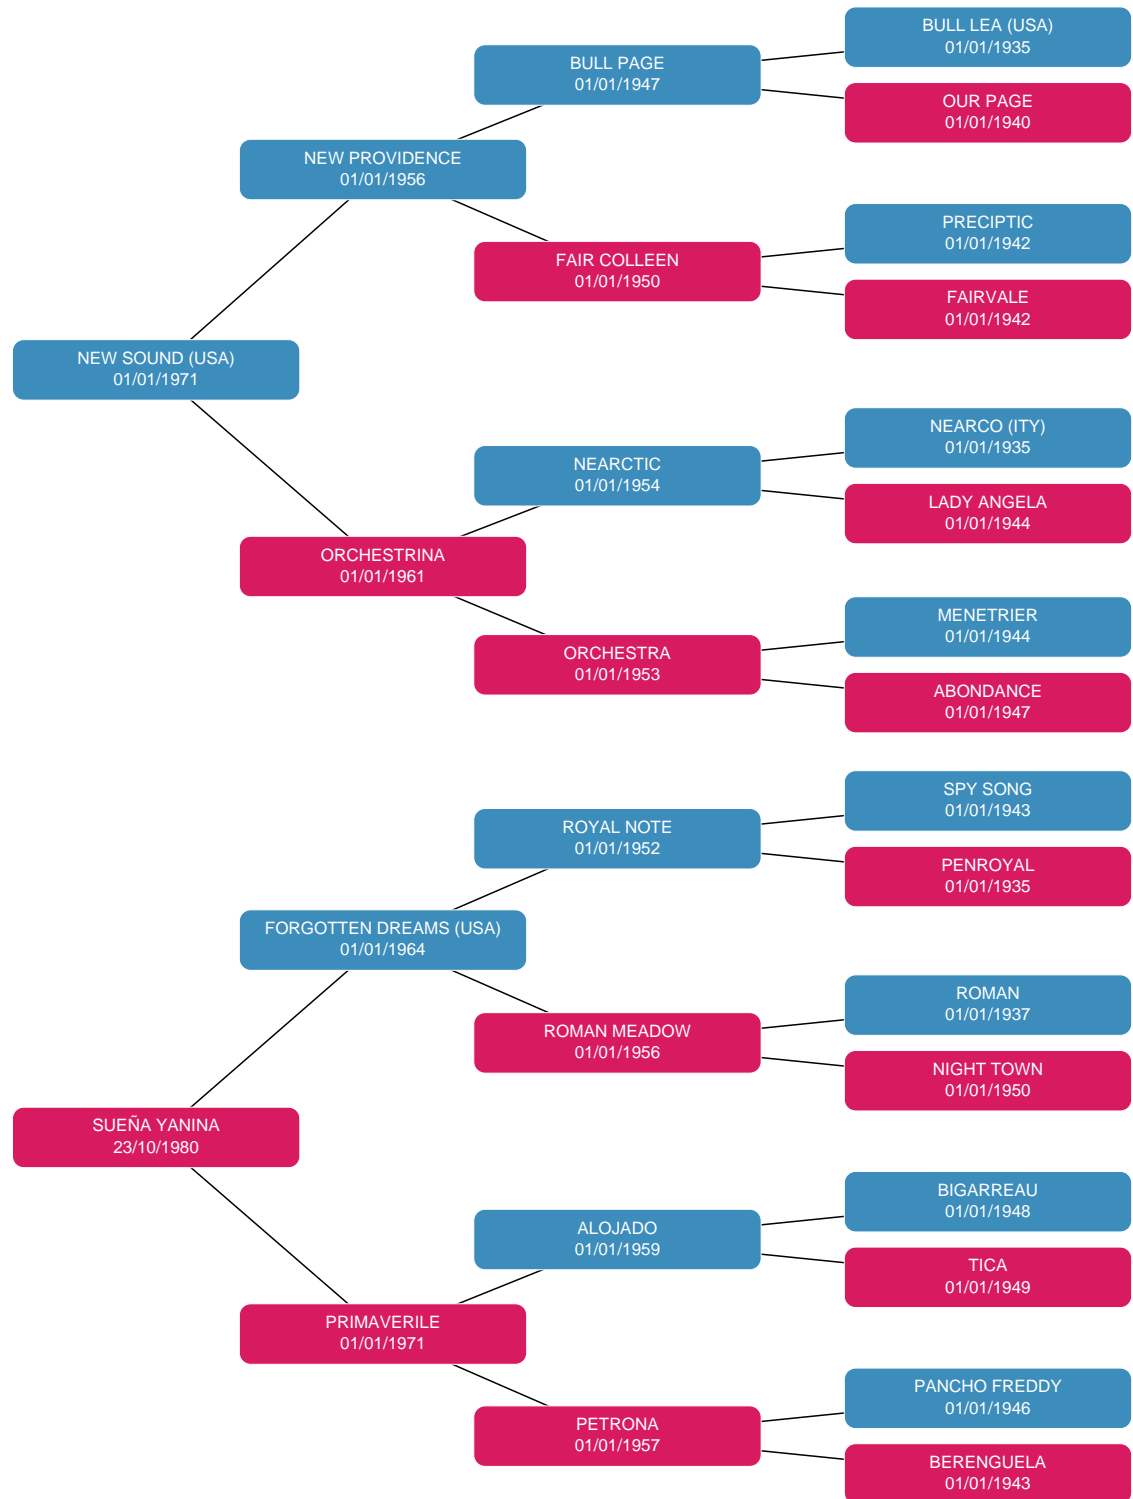 BULL LEA (USA)
01/01/1935
BULL PAGE
01/01/1947
OUR PAGE
01/01/1940
NEW PROVIDENCE
01/01/1956
PRECIPTIC
01/01/1942
FAIR COLLEEN
01/01/1950
FAIRVALE
01/01/1942
NEW SOUND (USA)
01/01/1971
NEARCO (ITY)
01/01/1935
NEARCTIC
01/01/1954
LADY ANGELA
01/01/1944
ORCHESTRINA
01/01/1961
MENETRIER
01/01/1944
ORCHESTRA
01/01/1953
ABONDANCE
01/01/1947
SPY SONG
01/01/1943
ROYAL NOTE
01/01/1952
PENROYAL
01/01/1935
FORGOTTEN DREAMS (USA)
01/01/1964
ROMAN
01/01/1937
ROMAN MEADOW
01/01/1956
NIGHT TOWN
01/01/1950
SUEÑA YANINA
23/10/1980
BIGARREAU
01/01/1948
ALOJADO
01/01/1959
TICA
01/01/1949
PRIMAVERILE
01/01/1971
PANCHO FREDDY
01/01/1946
PETRONA
01/01/1957
BERENGUELA
01/01/1943